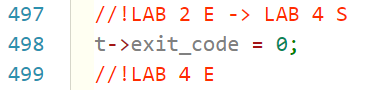 497 //!LAB 2 E -> LAB 4 S
498 t->exit_code = 0;
499 //!LAB 4 E